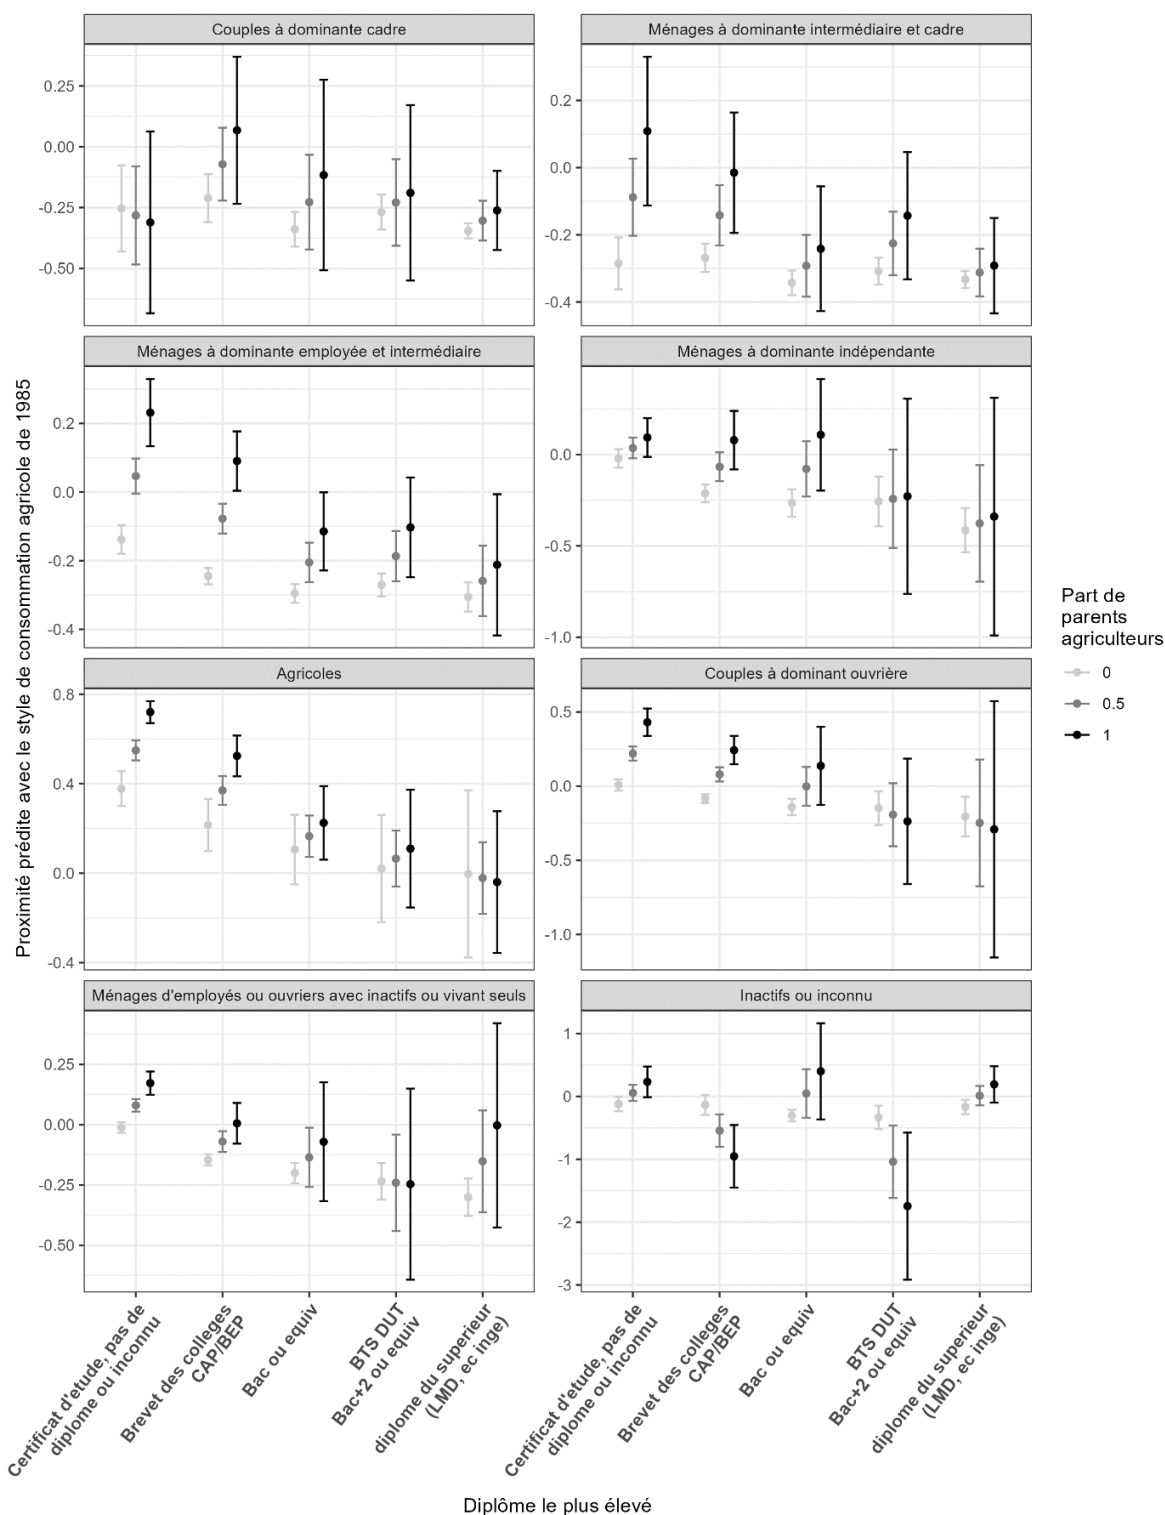 Couples à dominante cadre
Ménages à dominante intermédiaire et cadre
0.25
0.00
-0.25
-0.50
0.2
0.0
-0.2
-0.4
Ménages à dominante employée et intermédiaire
Ménages à dominante indépendante
0.2
0.0
-0.2
-0.4
0.0
-0.5
-1.0
Agricoles
Couples à dominant ouvrière
0.8
0.4
0.0
-0.4
0.5
0.0
-0.5
-1.0
Ménages d'employés ou ouvriers avec inactifs ou vivant seuls
Inactifs ou inconnu
0.25
0.00
-0.25
-0.50
1
0
-1
-2
-3
Proximité prédite avec le style de consommation agricole de 1985
Certificat d'etude, pas de
diplome ou inconnu
Brevet des colleges
CAP/BEP
Bac ou equiv
BTS DUT
Bac+2 ou equiv
diplome du superieur
(LMD, ec inge)
Certificat d'etude, pas de
diplome ou inconnu
Brevet des colleges
CAP/BEP
Bac ou equiv
BTS DUT
Bac+2 ou equiv
diplome du superieur
(LMD, ec inge)
Diplôme le plus élevé
Part de
parents
agriculteurs
0
0.5
1